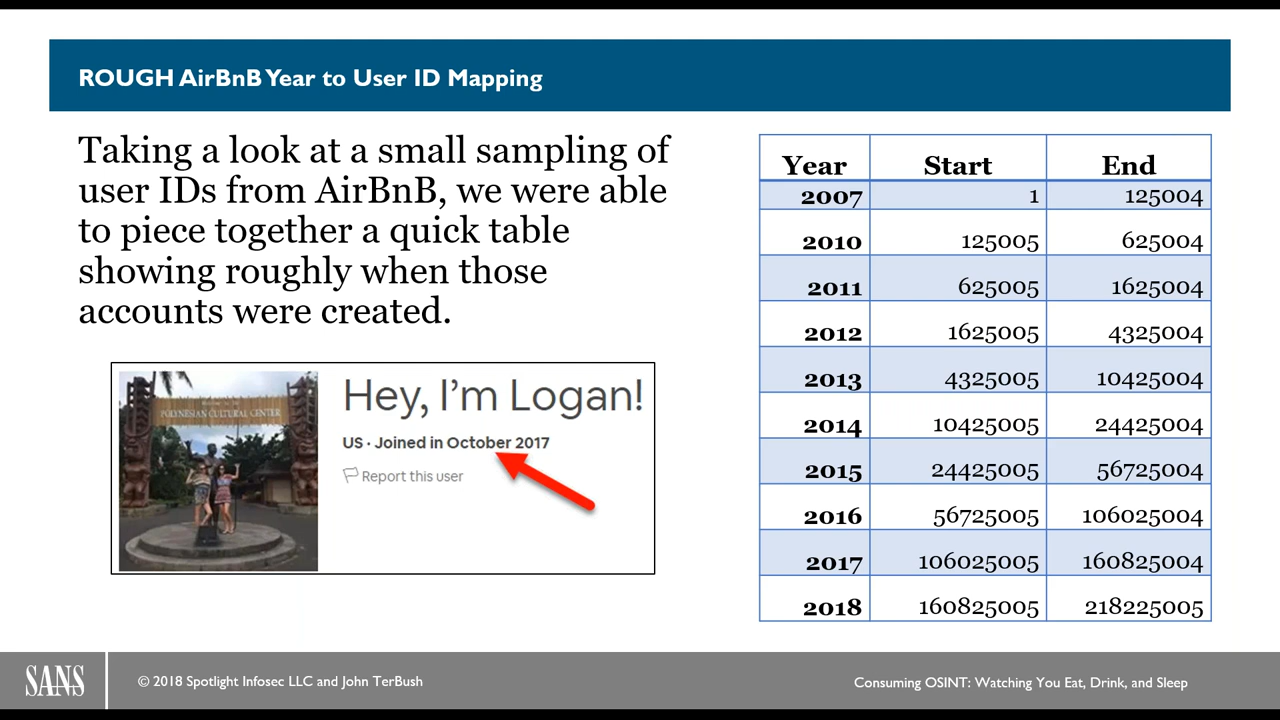 ROUGH AirBnB Year to User ID Mapping
Taking a look at a small sampling of
user IDs from AirBnB, we were able
to piece together a quick table
showing roughly when those
accounts were created.
POLYNESIAN CULTURAL CENTER
Hey, I’m Logan!
US · Joined in October 2017
Report this user
Year Start End
2007 1 125004
2010 125005 625004
2011 625005 1625004
2012 1625005 4325004
2013 4325005 10425004
2014 10425005 24425004
2015 24425005 56725004
2016 56725005 106025004
2017 106025005 160825004
2018 160825005 218225005
SANS
© 2018 Spotlight Infosec LLC and John TerBush
Consuming OSINT: Watching You Eat, Drink, and Sleep